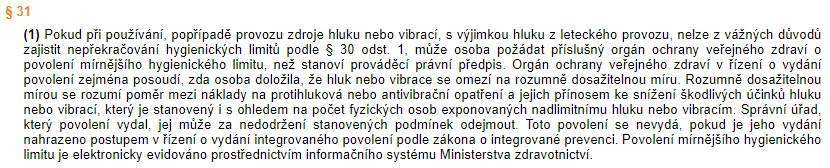 § 31
(1) Pokud při používání, popřípadě provozu zdroje hluku nebo vibrací, s výjimkou hluku z leteckého provozu, nelze z vážných důvodů
zajistit nepřekračování hygienických limitů podle § 30 odst. 1, může osoba požádat příslušný orgán ochrany veřejného zdraví o
povolení mírnějšího hygienického limitu, než stanoví prováděcí právní předpis. Orgán ochrany veřejného zdraví v řízení o vydání
povolení zejména posoudí, zda osoba doložila, že hluk nebo vibrace se omezí na rozumně dosažitelnou míru. Rozumně dosažitelnou
mírou se rozumí poměr mezi náklady na protihluková nebo antivibrační opatření a jejich přínosem ke snížení škodlivých účinků hluku
nebo vibrací, který je stanovený i s ohledem na počet fyzických osob exponovaných nadlimitnímu hluku nebo vibracím. Správní úřad,
který povolení vydal, jej může za nedodržení stanovených podmínek odejmout. Toto povolení se nevydá, pokud je jeho vydání
nahrazeno postupem v řízení o vydání integrovaného povolení podle zákona o integrované prevenci. Povolení mírnějšího hygienického
limitu je elektronicky evidováno prostřednictvím informačního systému Ministerstva zdravotnictví.